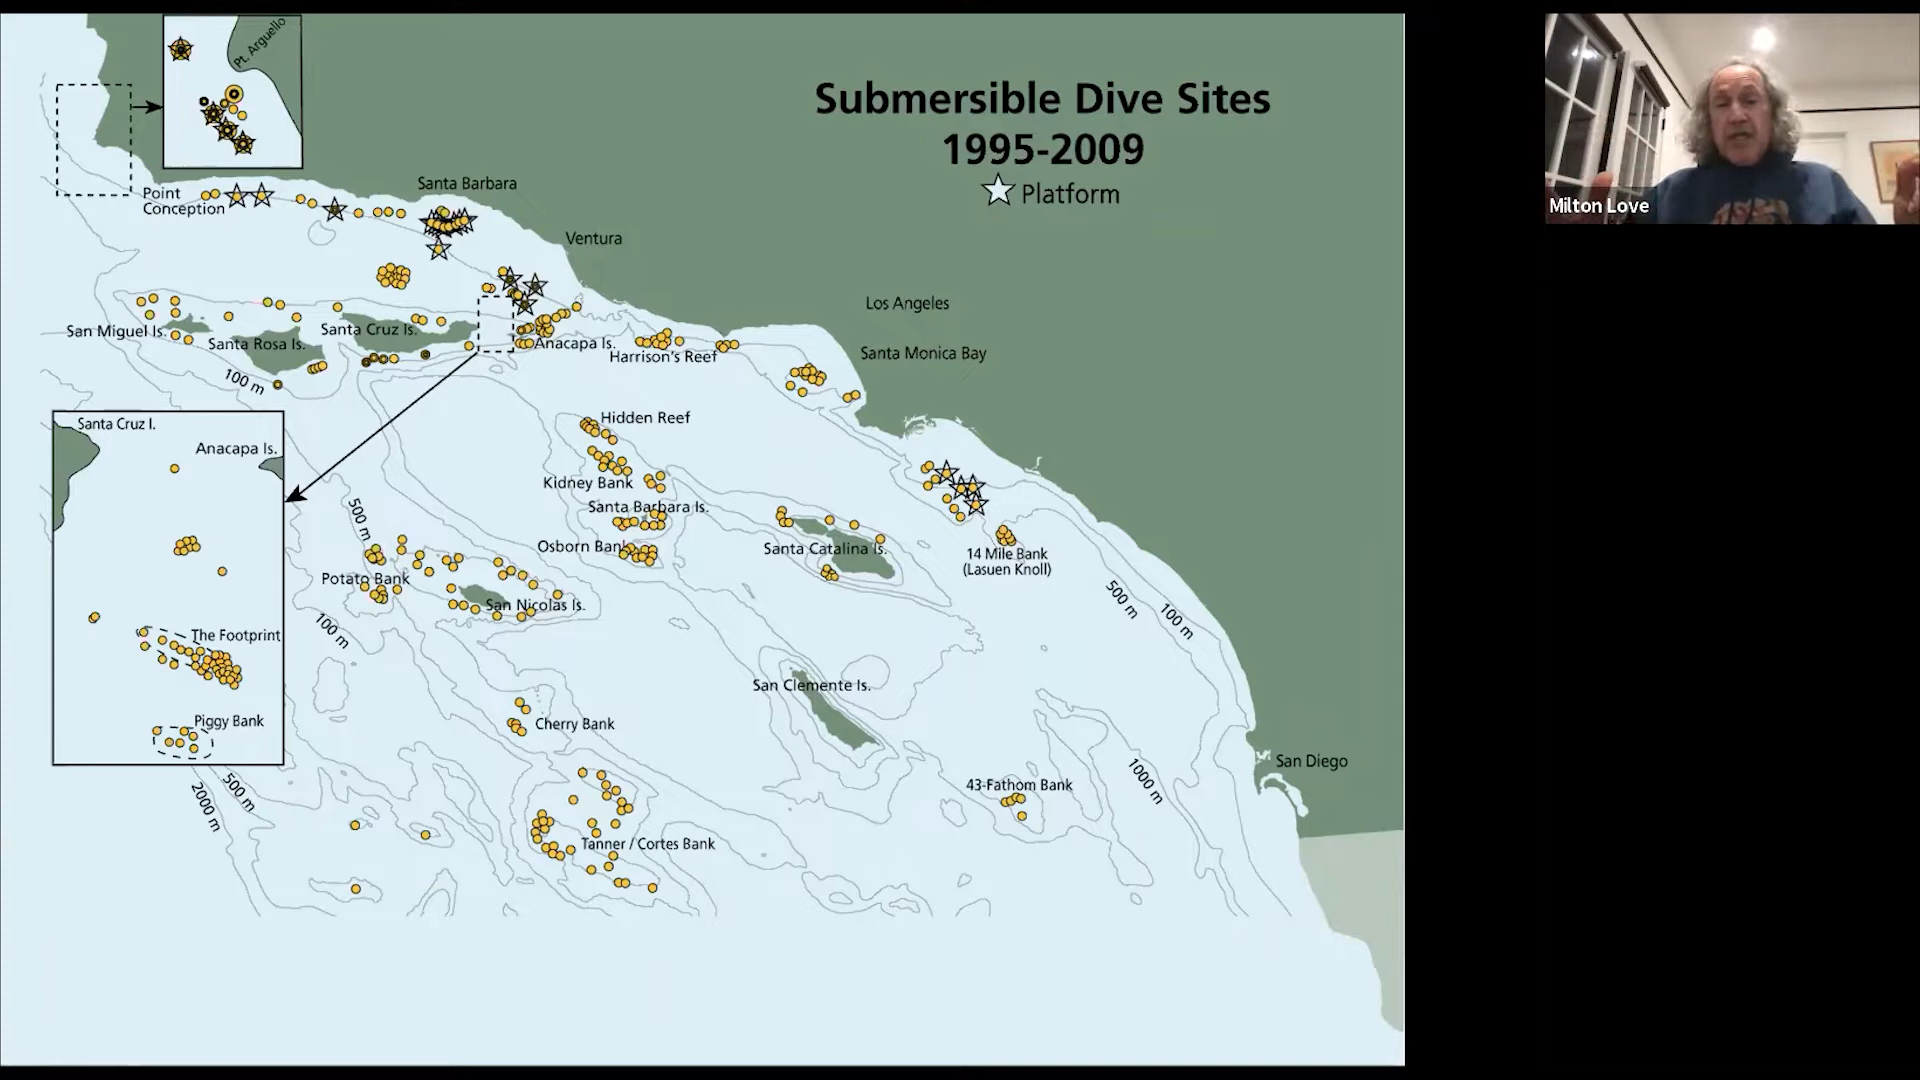 Pt. Arguello
Submersible Dive Sites
1995-2009
Platform
Milton Love
Point
Conception
Santa Barbara
Ventura
Los Angeles
San Miguel Is.
Santa Rosa Is.
Santa Cruz Is.
Anacapa Is.
Harrison's Reef
Santa Monica Bay
100 m
Santa Cruz I.
Anacapa Is.
The Footprint
Piggy Bank
Hidden Reef
Kidney Bank
Santa Barbara Is.
Osborn Bank
500 m
Potato Bank
San Nicolas Is.
100 m
Santa Catalina Is.
14 Mile Bank
(Lasuen Knoll)
500 m
100 m
San Clemente Is.
Cherry Bank
San Diego
43-Fathom Bank
1000 m
500 m
2000 m
Tanner / Cortes Bank